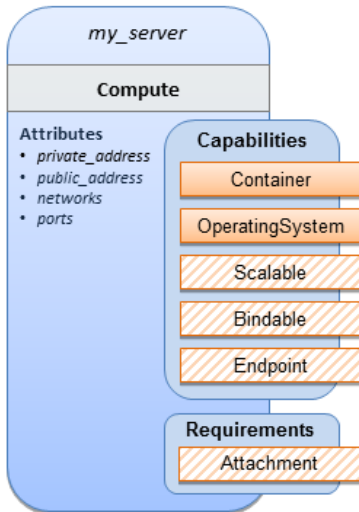 my_server
Compute
Attributes
• private_address
• public_address
• networks
• ports
Capabilities
Container
OperatingSystem
Scalable
Bindable
Endpoint
Requirements
Attachment